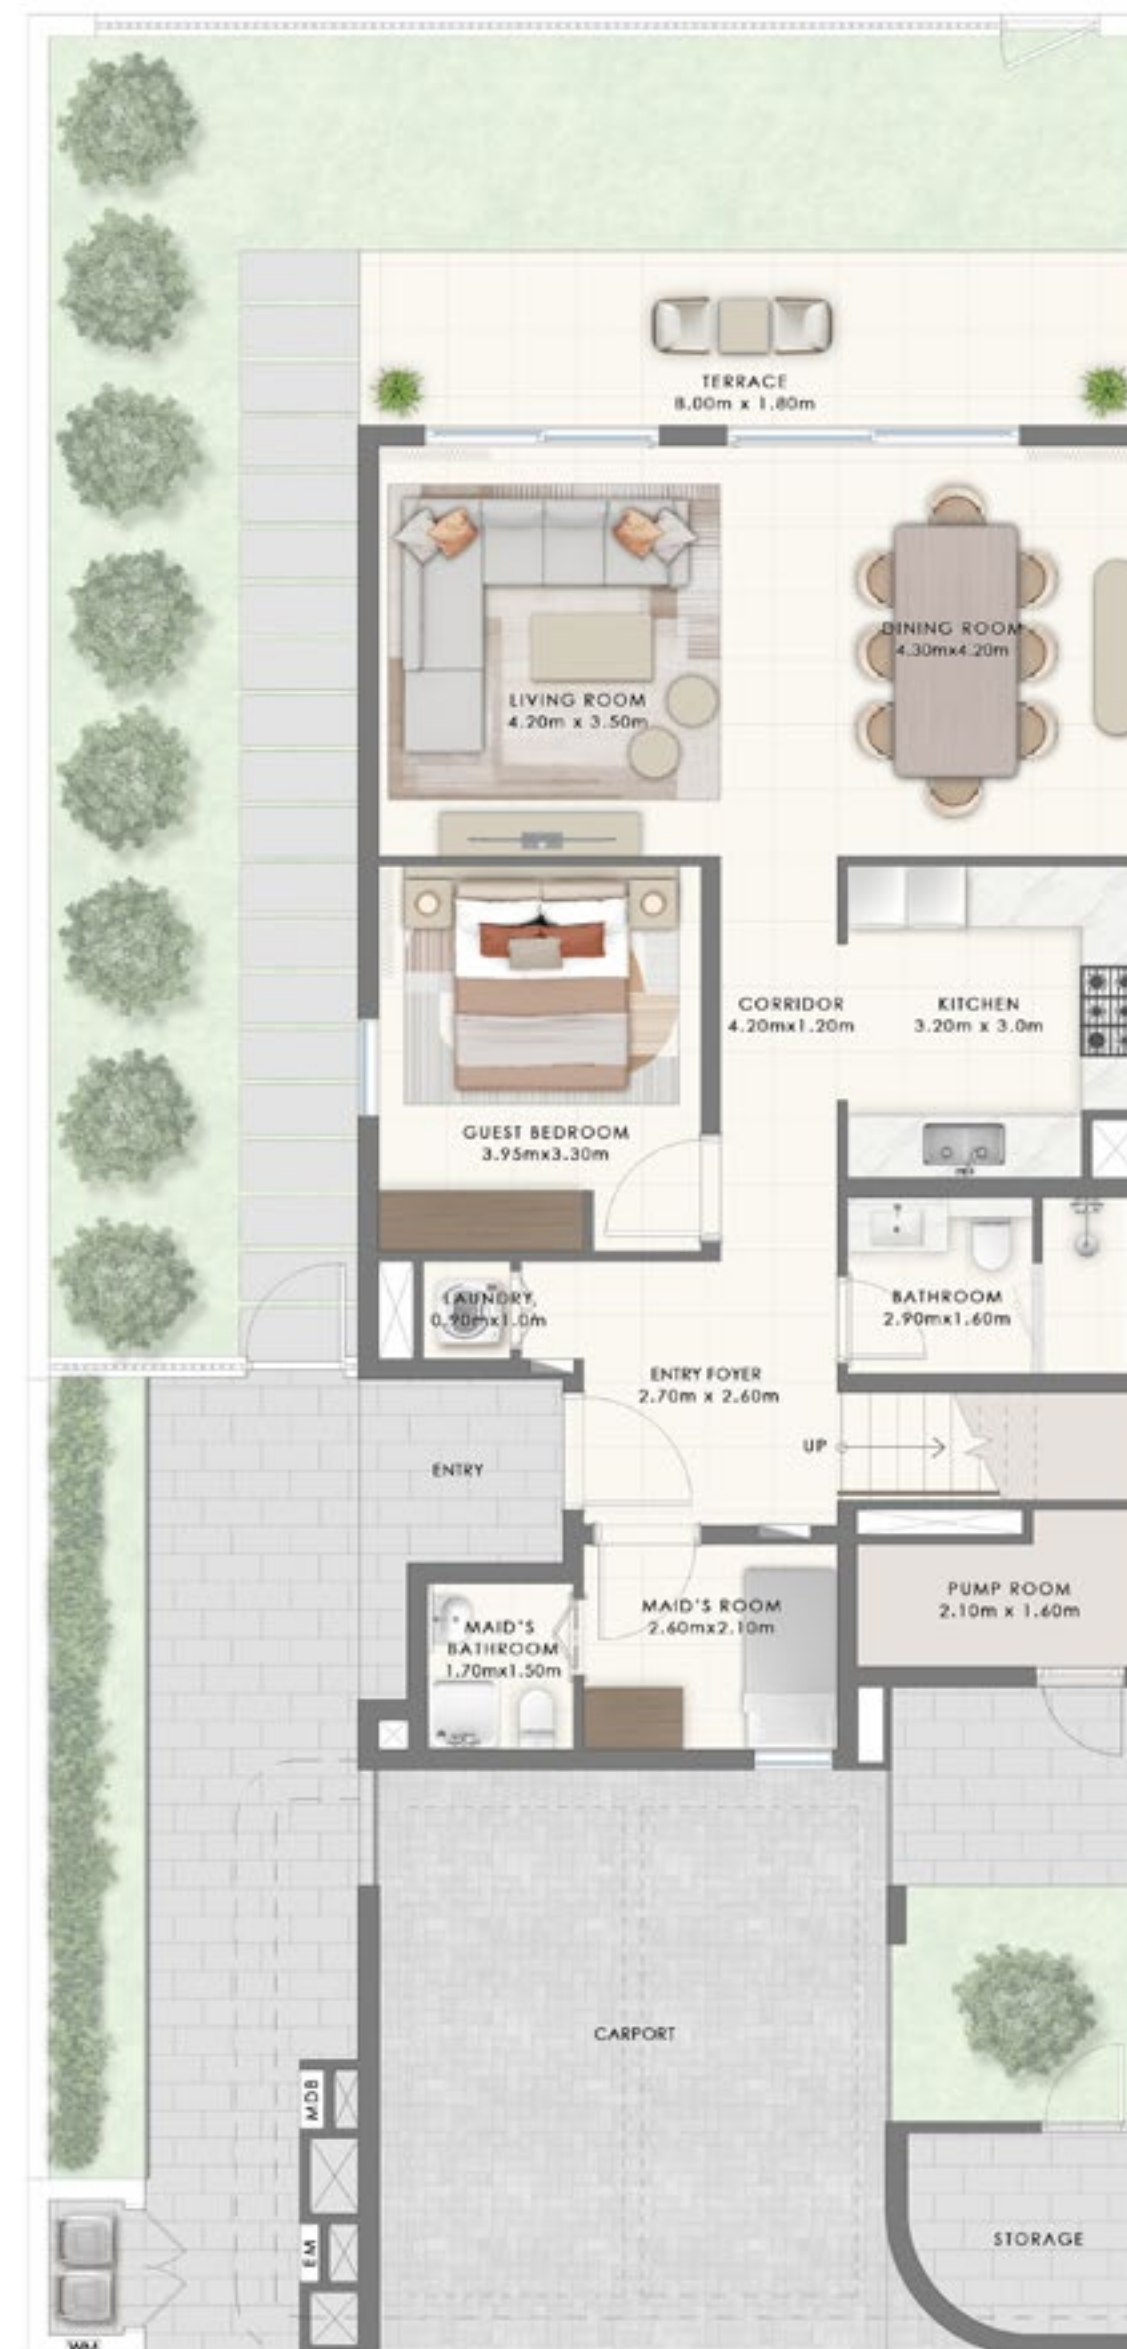 TERRACE
8.00m x 1.80m
DINING ROOM
4.30mx4.20m
LIVING ROOM
4.20m x 3.50m
CORRIDOR
4.20mx1.20m
KITCHEN
3.20m x 3.0m
GUEST BEDROOM
3.95mx3.30m
LAUNDRY
0.90mx1.0m
BATHROOM
2.90mx1.60m
ENTRY FOYER
2.70m x 2.60m
UP
ENTRY
PUMP ROOM
2.10m x 1.60m
MAID'S ROOM
2.60mx2.10m
MAID'S
BATHROOM
1.70mx1.50m
CARPORT
MDB
STORAGE
EM
WM